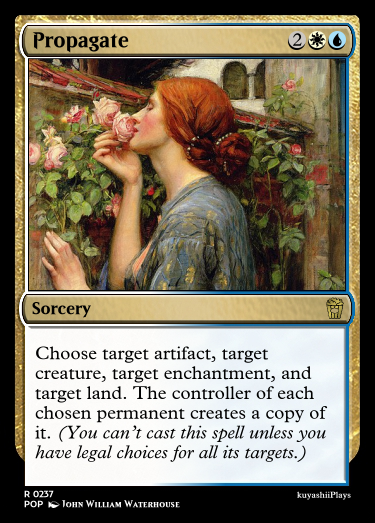 Propagate 2
Sorcery
Choose target artifact, target
creature, target enchantment, and
target land. The controller of each
chosen permanent creates a copy of
it. (You can't cast this spell unless you
have legal choices for all its targets.)
R 0237
POP John William Waterhouse kuyashiiPlays